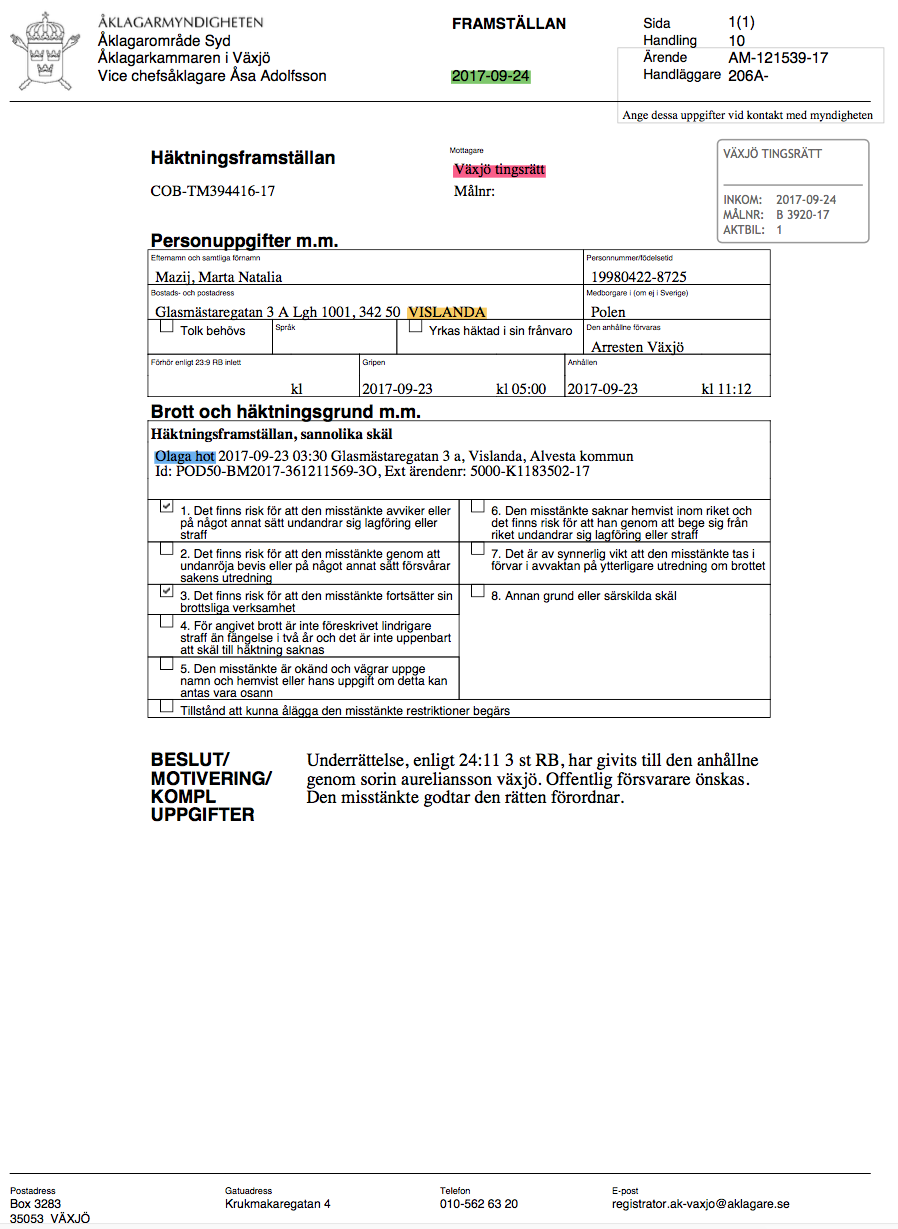 ÅKLAGARMYNDIGHETEN
Åklagarområde Syd
Åklagarkammaren i Växjö
Vice chefsåklagare Åsa Adolfsson
FRAMSTÄLLAN
2017-09-24
Sida 1(1)
Handling 10
Ärende AM-121539-17
Handläggare 206A-
Ange dessa uppgifter vid kontakt med myndigheten
Häktningsframställan
COB-TM394416-17
Mottagare
Växjö tingsrätt
Målnr:
VÄXJÖ TINGSRÄTT
INKOM: 2017-09-24
MÅLNR: B 3920-17
AKTBIL: 1
Personuppgifter m.m.
Efternamn och samtliga förnamn
Mazij, Marta Natalia
Personnummer/födelsetid
19980422-8725
Bostads- och postadress
Glasmästaregatan 3 A Lgh 1001, 342 50 VISLANDA
Medborgare i (om ej i Sverige)
Polen
Tolk behövs
Språk
Yrkas häktad i sin frånvaro
Den anhållne förvaras
Arresten Växjö
Förhör enligt 23:9 RB inlett
kl
Gripen
2017-09-23 kl 05:00
Anhållen
2017-09-23 kl 11:12
Brott och häktningsgrund m.m.
Häktningsframställan, sannolika skäl
Olaga hot 2017-09-23 03:30 Glasmästaregatan 3 a, Vislanda, Alvesta kommun
Id: POD50-BM2017-361211569-3O, Ext ärendenr: 5000-K1183502-17
1. Det finns risk för att den misstänkte avviker eller
på något annat sätt undandrar sig lagföring eller
straff
2. Det finns risk för att den misstänkte genom att
undanröja bevis eller på något annat sätt försvårar
sakens utredning
3. Det finns risk för att den misstänkte fortsätter sin
brottsliga verksamhet
4. För angivet brott är inte föreskrivet lindrigare
straff än fängelse i två år och det är inte uppenbart
att skäl till häktning saknas
5. Den misstänkte är okänd och vägrar uppge
namn och hemvist eller hans uppgift om detta kan
antas vara osann
6. Den misstänkte saknar hemvist inom riket och
det finns risk för att han genom att bege sig från
riket undandrar sig lagföring eller straff
7. Det är av synnerlig vikt att den misstänkte tas i
förvar i avvaktan på ytterligare utredning om brottet
8. Annan grund eller särskilda skäl
Tillstånd att kunna ålägga den misstänkte restriktioner begärs
BESLUT/
MOTIVERING/
KOMPL
UPPGIFTER
Underrättelse, enligt 24:11 3 st RB, har givits till den anhållne
genom sorin aureliansson växjö. Offentlig försvarare önskas.
Den misstänkte godtar den rätten förordnar.
Postadress
Box 3283
35053 VÄXJÖ
Gatuadress
Krukmakaregatan 4
Telefon
010-562 63 20
E-post
registrator.ak-vaxjo@aklagare.se